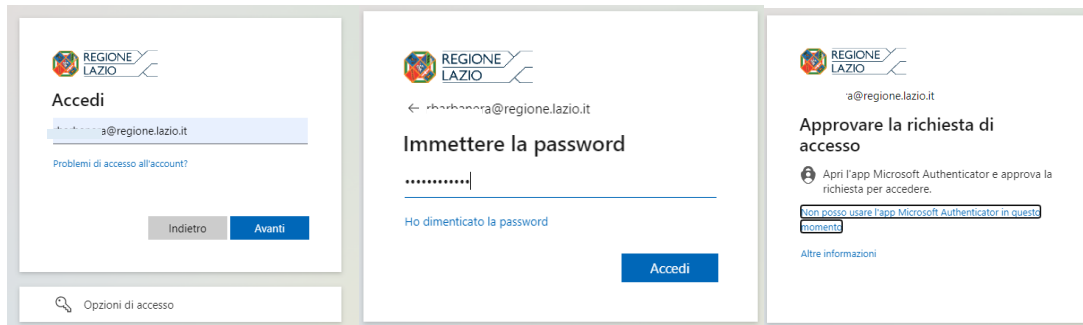 REGIONE
LAZIO
Accedi
a@regione.lazio.it
Problemi di accesso all'account?
Indietro
Avanti
Opzioni di accesso
REGIONE
LAZIO
a@regione.lazio.it
Immettere la password
••••••••••••
Ho dimenticato la password
Accedi
REGIONE
LAZIO
a@regione.lazio.it
Approvare la richiesta di
accesso
Apri l'app Microsoft Authenticator e approva la
richiesta per accedere.
Non posso usare l'app Microsoft Authenticator in questo
momento
Altre informazioni